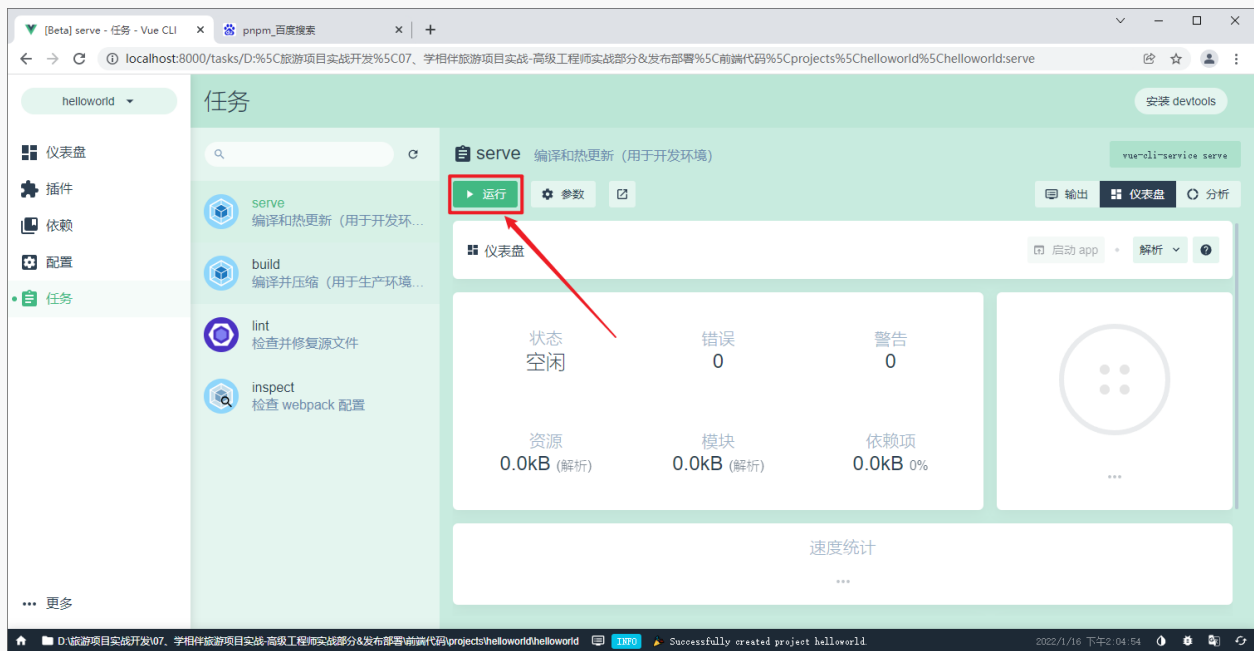 [Beta] serve - 任务 - Vue CLI
pnpm_百度搜索
localhost:8000/tasks/D:%5C旅游项目实战开发%5C07、学相伴旅游项目实战-高级工程师实战部分&发布部署%5C前端代码%5Cprojects%5Chelloworld%5Chelloworld:serve
helloworld
任务
安装 devtools
仪表盘
插件
依赖
配置
任务
更多
serve
编译和热更新（用于开发环...
build
编译并压缩（用于生产环境...
lint
检查并修复源文件
inspect
检查 webpack 配置
serve 编译和热更新（用于开发环境)
vue-cli-service serve
运行
参数
输出
仪表盘
分析
仪表盘
启动 app
解析
状态
空闲
错误
0
警告
0
资源
0.0kB (解析)
模块
0.0kB (解析)
依赖项
0.0kB 0%
...
速度统计
...
D:\旅游项目实战开发\07、学相伴旅游项目实战-高级工程师实战部分&发布部署\前端代码\projects\helloworld\helloworld
INFO
Successfully created project helloworld
2022/1/16 下午2:04:54